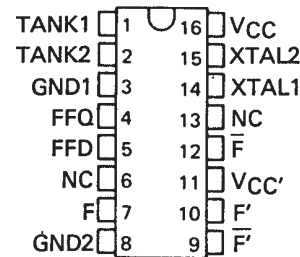 TANK1 1 16 VCC
TANK2 2 15 XTAL2
GND1 3 14 XTAL1
FFQ 4 13 NC
FFD 5 12 F̅
NC 6 11 VCC'
F 7 10 F'
GND2 8 9 F̅'